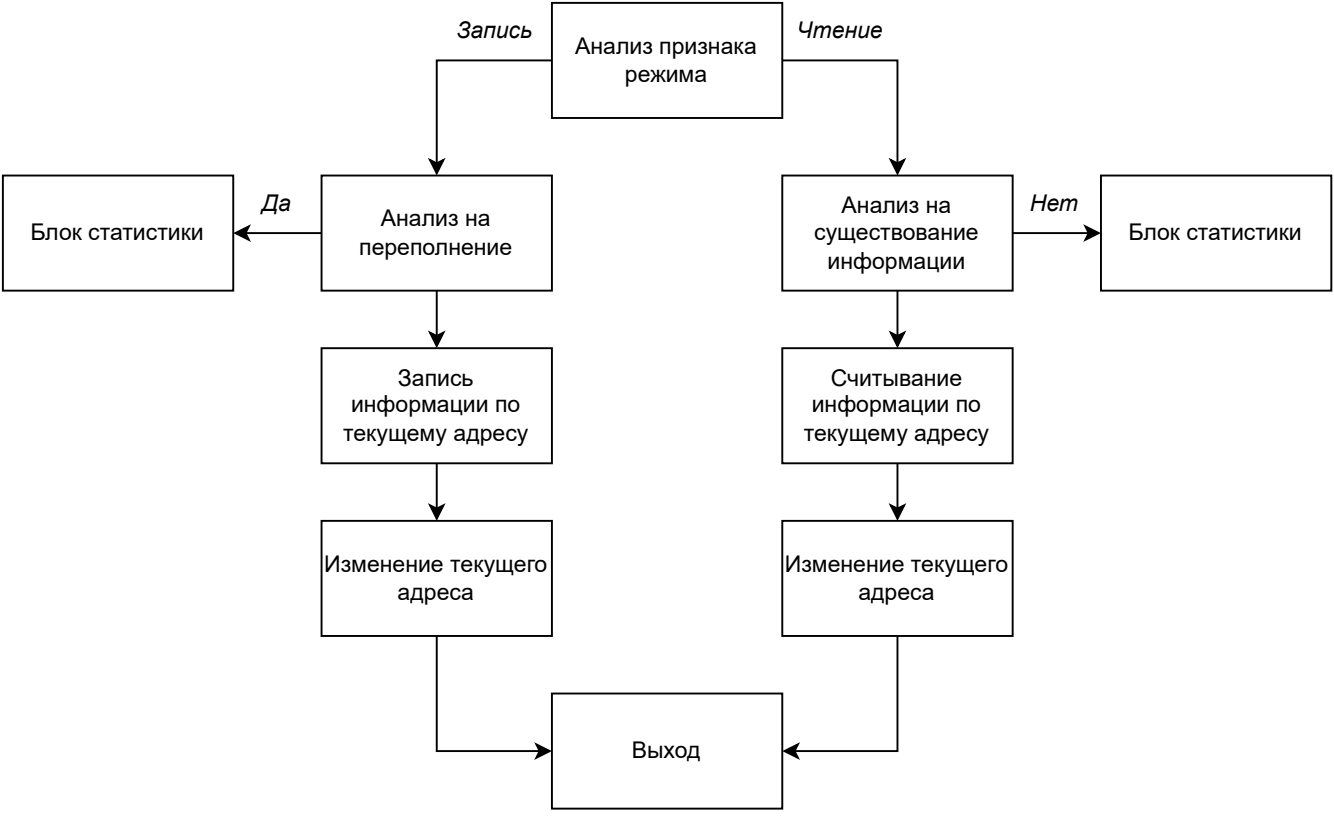 Запись
Анализ признака
режима
Чтение
Блок статистики
Да
Анализ на
переполнение
Анализ на
существование
информации
Нет
Блок статистики
Запись
информации по
текущему адресу
Считывание
информации по
текущему адресу
Изменение текущего
адреса
Изменение текущего
адреса
Выход